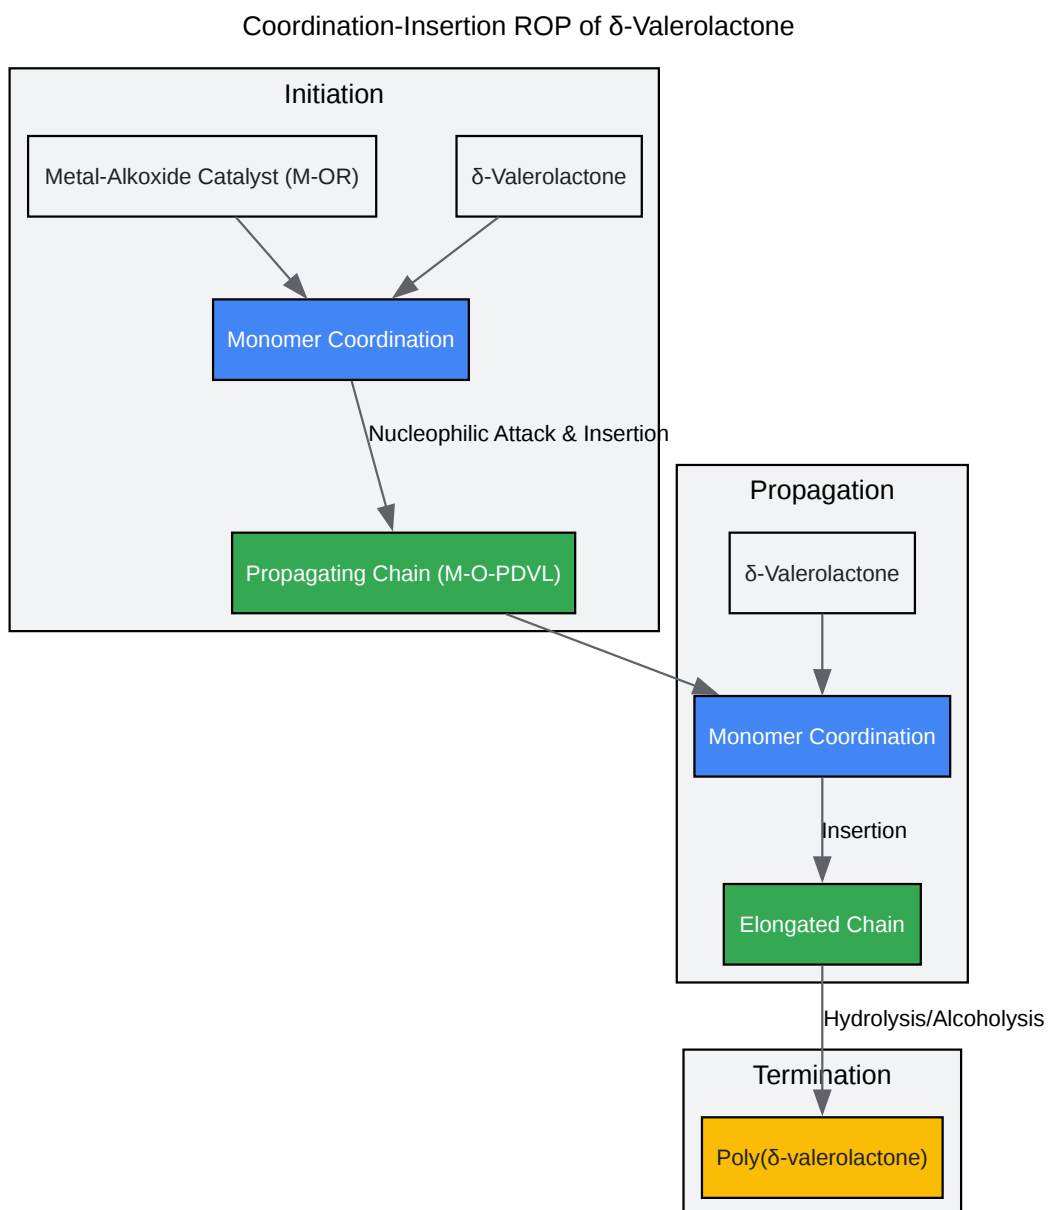 Coordination-Insertion ROP of δ-Valerolactone
Initiation
Metal-Alkoxide Catalyst (M-OR)
δ-Valerolactone
Monomer Coordination
Nucleophilic Attack & Insertion
Propagating Chain (M-O-PDVL)
Propagation
δ-Valerolactone
Monomer Coordination
Insertion
Elongated Chain
Hydrolysis/Alcoholysis
Termination
Poly(δ-valerolactone)